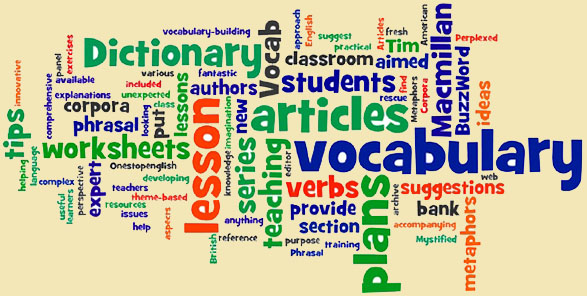 vocabulary-building
Dictionary
Vocab
approach
English
suggest
practical
Articles
fresh
Tim
American
Macmillan
Perplexed
BuzzWord
ideas
innovative
exercises
panel
available
various
fantastic
classroom
aimed
explanations
included
unexpected
authors
students
rescue
find
Metaphors
Corpora
comprehensive
corpora
looking
class
put
lessons
new
imagination
articles
tips
phrasal
worksheets
Onestopenglish
lesson
knowledge
series
teaching
editor
vocabulary
helping
language
complex
perspective
expert
developing
teachers
theme-based
verbs
plans
web
suggestions
useful
learners
resources
issues
help
aspects
anything
provide
section
archive
bank
metaphors
accompanying
British
reference
purpose
Phrasal
training
Mystified